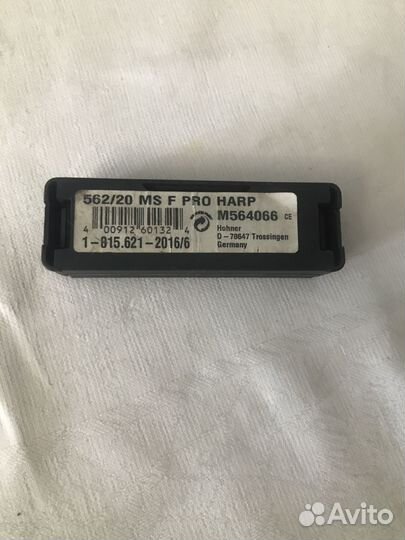 562/20 MS F PRO HARP
M564066 CE
4 00912 60132 4
Hohner
D - 78647 Trossingen
Germany
1-815.621-2016/6
Avito